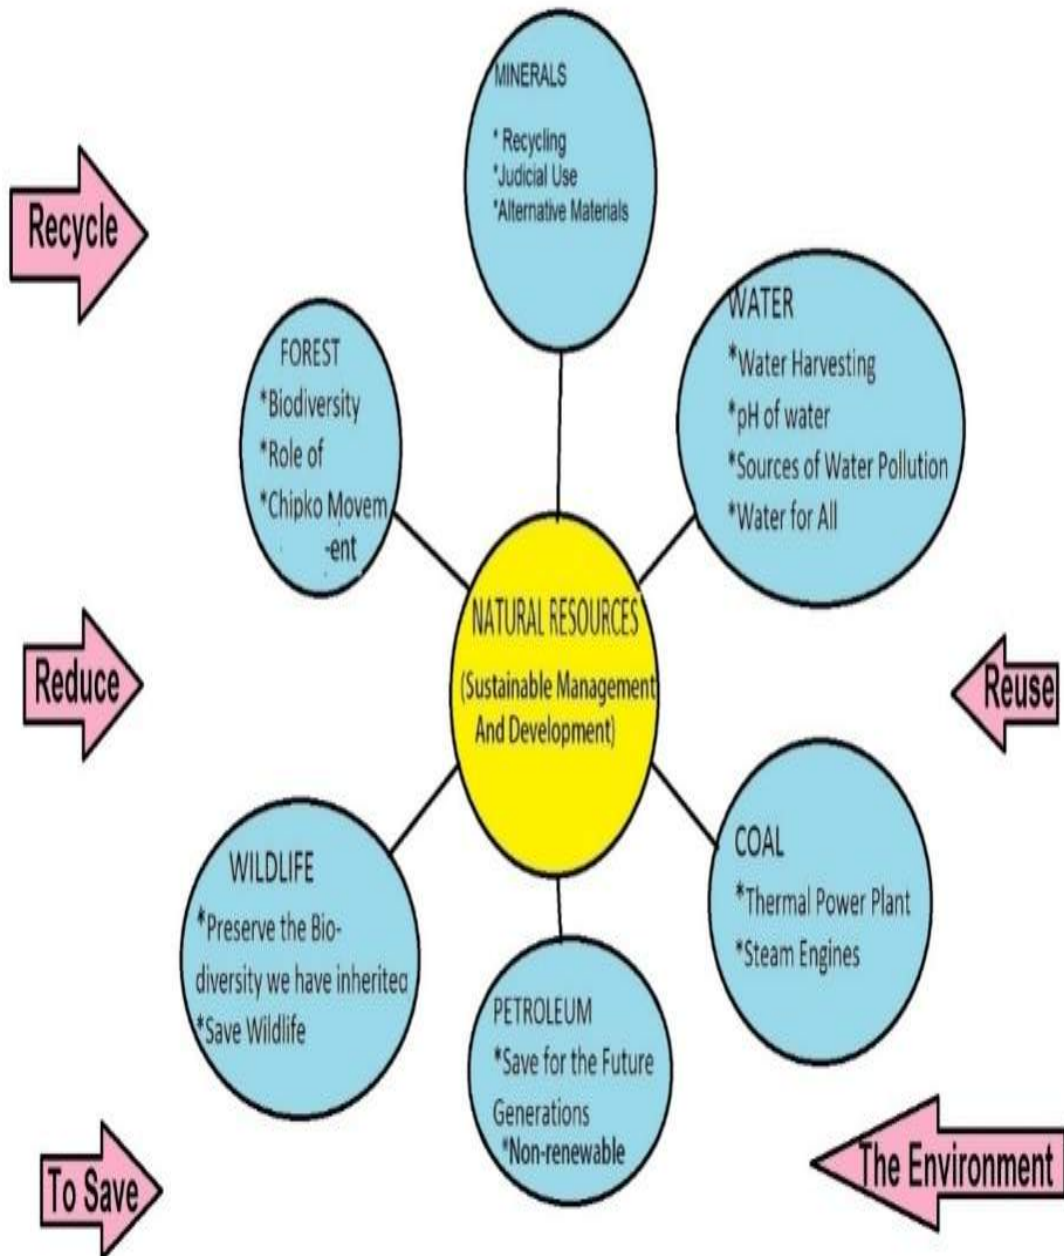 MINERALS
* Recycling
*Judicial Use
*Alternative Materials
Recycle
WATER
*Water Harvesting
*pH of water
*Sources of Water Pollution
*Water for All
FOREST
*Biodiversity
*Role of
*Chipko Movem
-ent
NATURAL RESOURCES
(Sustainable Management
And Development)
Reduce
Reuse
WILDLIFE
*Preserve the Bio-
diversity we have inherited
*Save Wildlife
COAL
*Thermal Power Plant
*Steam Engines
PETROLEUM
*Save for the Future
Generations
*Non-renewable
To Save
The Environment